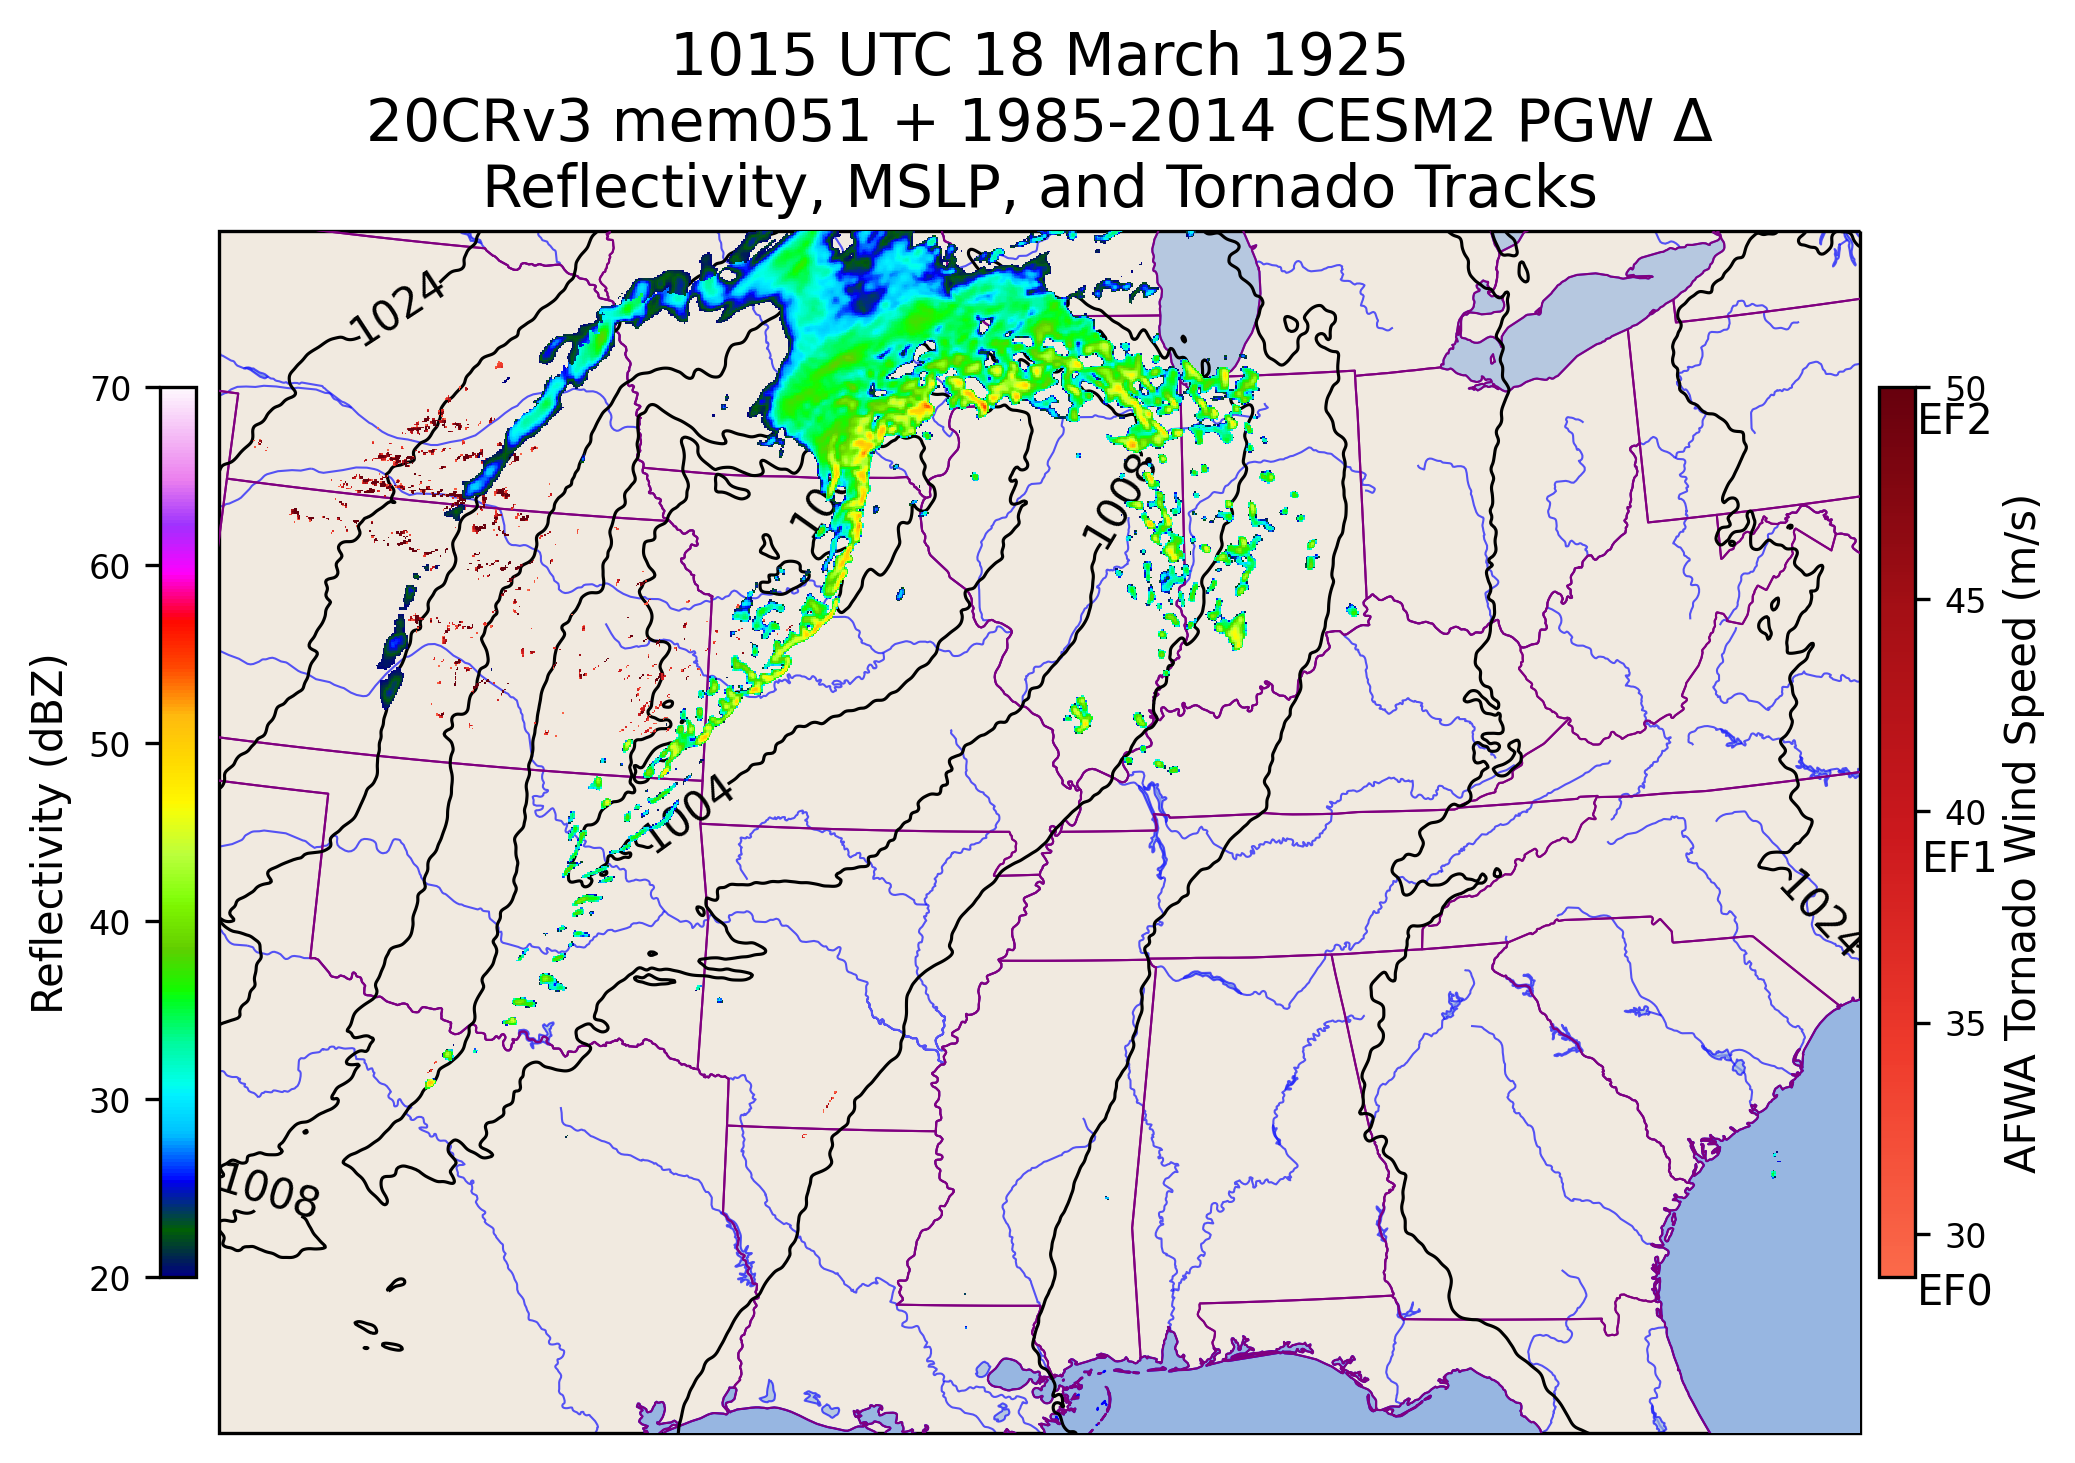 1015 UTC 18 March 1925
20CRv3 mem051 + 1985-2014 CESM2 PGW Δ
Reflectivity, MSLP, and Tornado Tracks
Reflectivity (dBZ)
70
60
50
40
30
20
1024
1008
1004
1024
1008
50
EF2
45
40
EF1
35
30
EF0
AFWA Tornado Wind Speed (m/s)